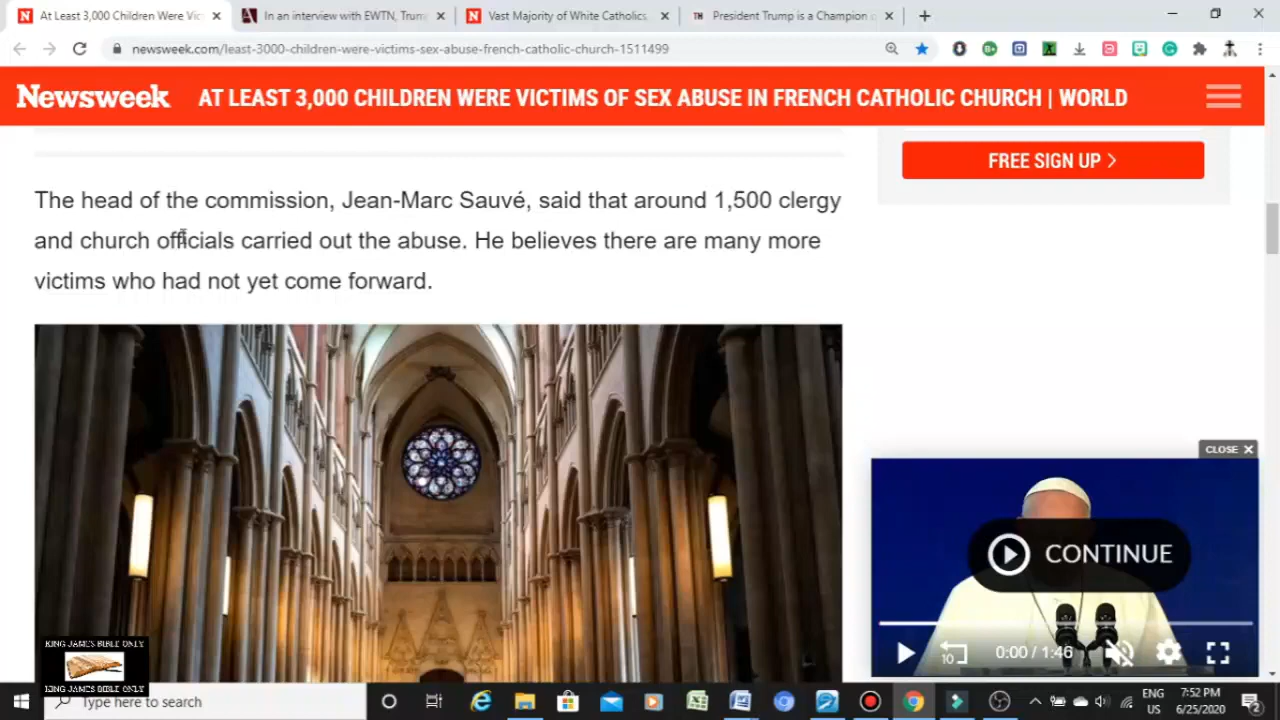 At Least 3,000 Children Were Vic
In an interview with EWTN, Trum
Vast Majority of White Catholics
TH President Trump is a Champion
newsweek.com/least-3000-children-were-victims-sex-abuse-french-catholic-church-1511499
Newsweek AT LEAST 3,000 CHILDREN WERE VICTIMS OF SEX ABUSE IN FRENCH CATHOLIC CHURCH | WORLD
FREE SIGN UP >
The head of the commission, Jean-Marc Sauvé, said that around 1,500 clergy
and church officials carried out the abuse. He believes there are many more
victims who had not yet come forward.
CLOSE X
CONTINUE
10 0:00 / 1:46
KING JAMES BIBLE ONLY
KING JAMES BIBLE ONLY
Type here to search
ENG
US
7:52 PM
6/25/2020
2